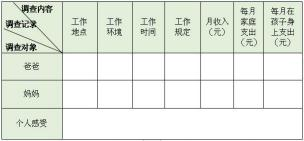 调查内容
调查记录
调查对象
工作
地点
工作
环境
工作
时间
工作
规定
月收入
（元）
每月
家庭
支出
（元）
每月在
孩子身
上支出
（元）
爸爸
妈妈
个人感受